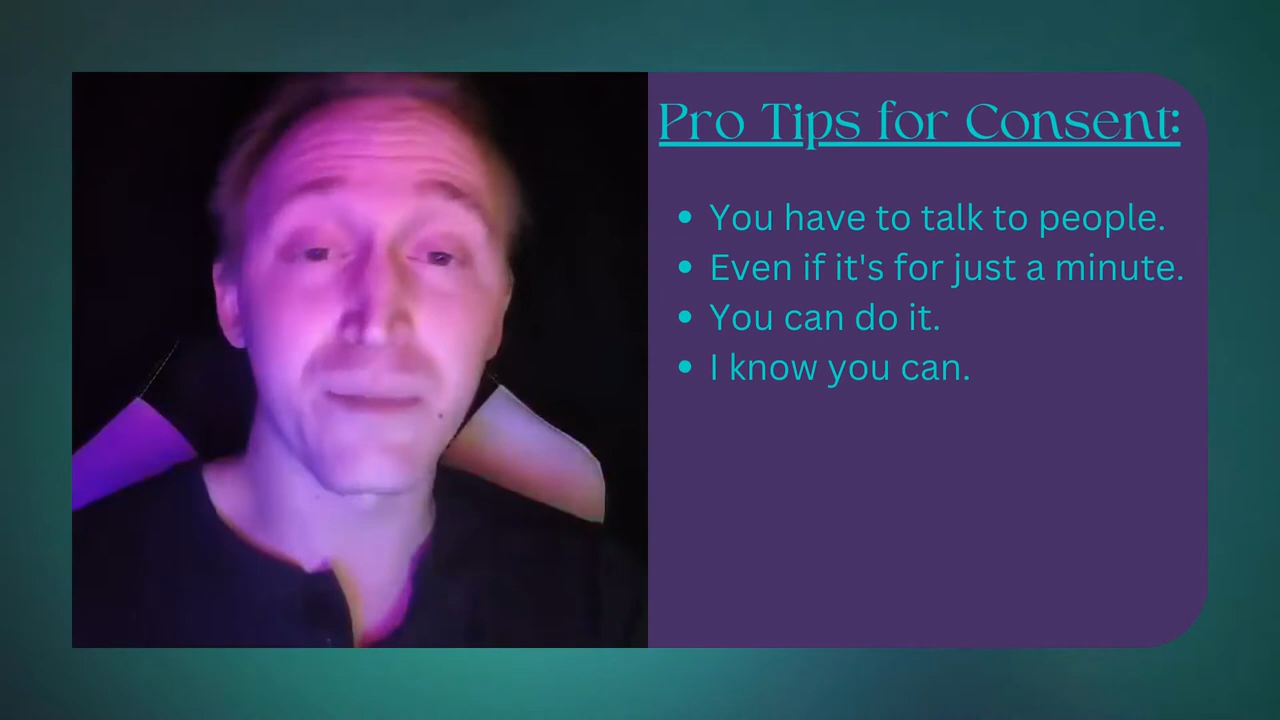 Pro Tips for Consent:
You have to talk to people.
Even if it's for just a minute.
You can do it.
I know you can.